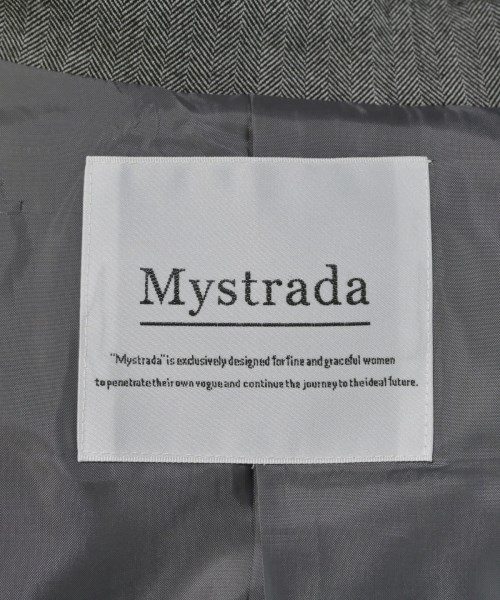 Mystrada
"Mystrada" is exclusively designed for fine and graceful women
to penetrate their own vogue and continue the journey to the ideal future.